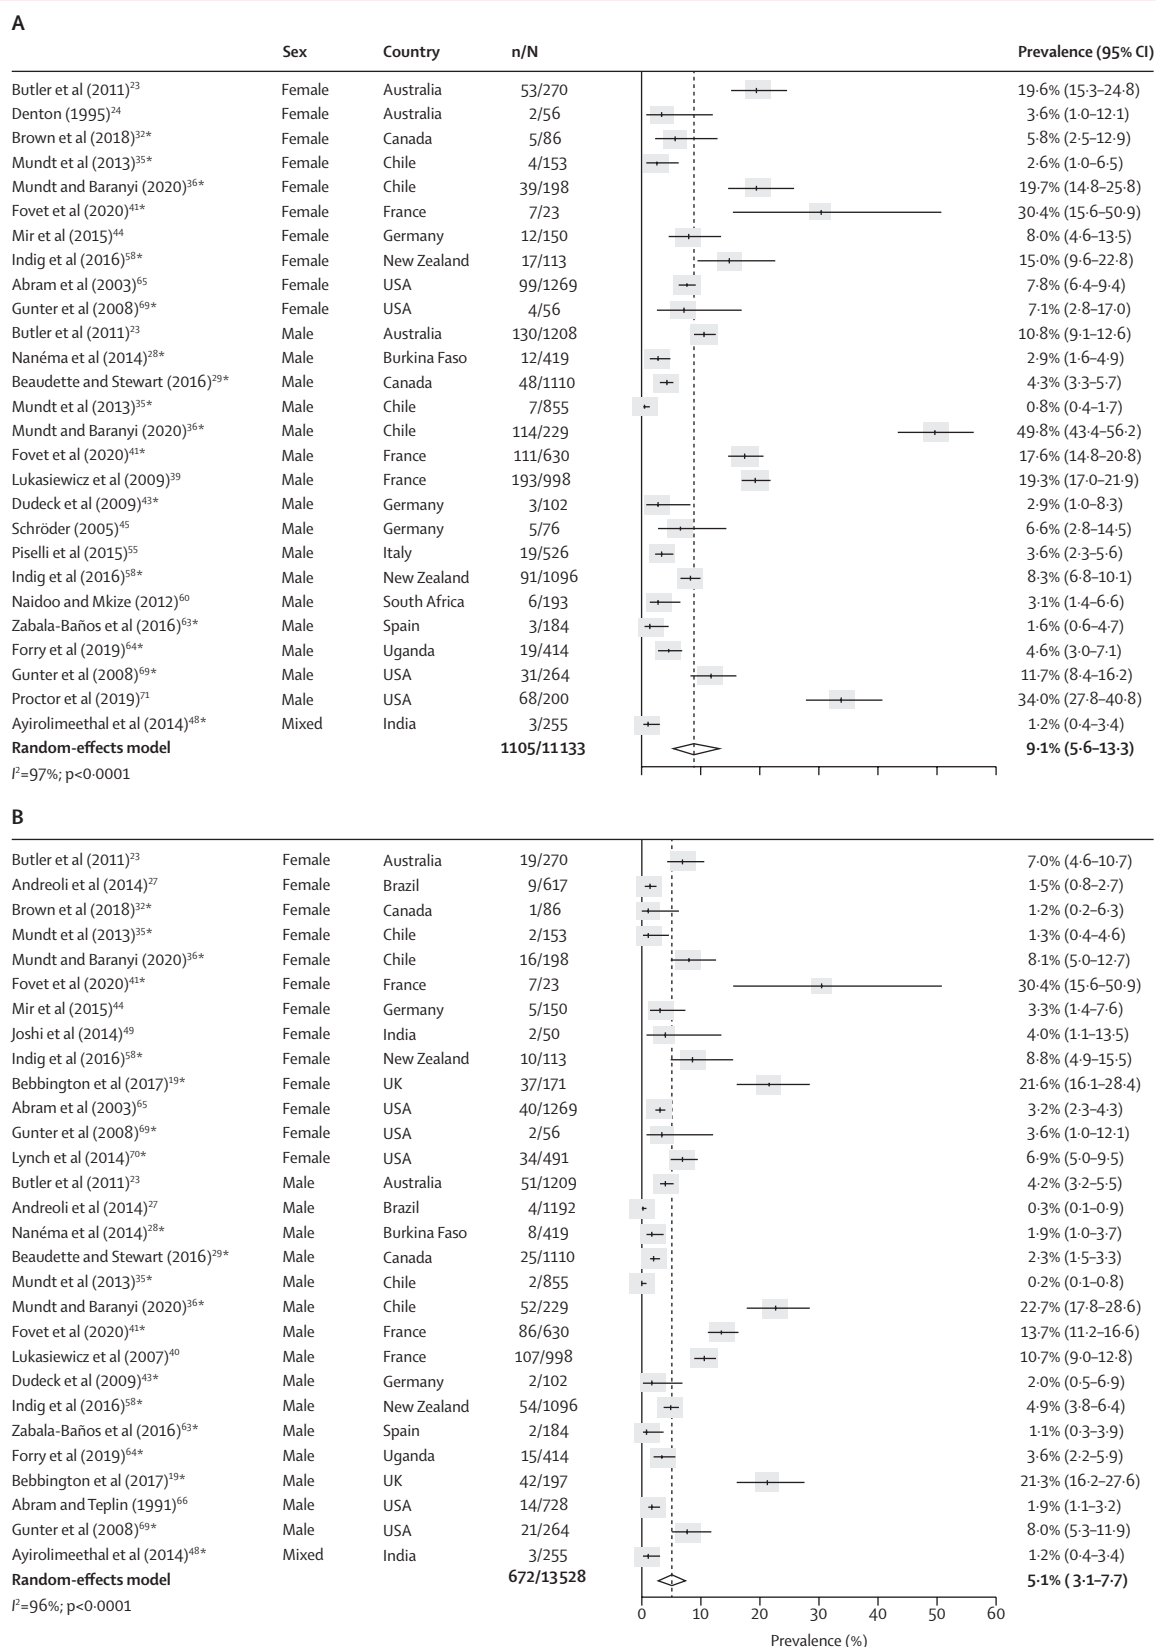 A
Sex Country n/N Prevalence (95% CI)
Butler et al (2011)²³ Female Australia 53/270 19·6% (15·3–24·8)
Denton (1995)²⁴ Female Australia 2/56 3·6% (1·0–12·1)
Brown et al (2018)³²* Female Canada 5/86 5·8% (2·5–12·9)
Mundt et al (2013)³⁵* Female Chile 4/153 2·6% (1·0–6·5)
Mundt and Baranyi (2020)³⁶* Female Chile 39/198 19·7% (14·8–25·8)
Fovet et al (2020)⁴¹* Female France 7/23 30·4% (15·6–50·9)
Mir et al (2015)⁴⁴ Female Germany 12/150 8·0% (4·6–13·5)
Indig et al (2016)⁵⁸* Female New Zealand 17/113 15·0% (9·6–22·8)
Abram et al (2003)⁶⁵ Female USA 99/1269 7·8% (6·4–9·4)
Gunter et al (2008)⁶⁹* Female USA 4/56 7·1% (2·8–17·0)
Butler et al (2011)²³ Male Australia 130/1208 10·8% (9·1–12·6)
Nanéma et al (2014)²⁸* Male Burkina Faso 12/419 2·9% (1·6–4·9)
Beaudette and Stewart (2016)²⁹* Male Canada 48/1110 4·3% (3·3–5·7)
Mundt et al (2013)³⁵* Male Chile 7/855 0·8% (0·4–1·7)
Mundt and Baranyi (2020)³⁶* Male Chile 114/229 49·8% (43·4–56·2)
Fovet et al (2020)⁴¹* Male France 111/630 17·6% (14·8–20·8)
Lukasiewicz et al (2009)³⁹ Male France 193/998 19·3% (17·0–21·9)
Dudeck et al (2009)⁴³* Male Germany 3/102 2·9% (1·0–8·3)
Schröder (2005)⁴⁵ Male Germany 5/76 6·6% (2·8–14·5)
Piselli et al (2015)⁵⁵ Male Italy 19/526 3·6% (2·3–5·6)
Indig et al (2016)⁵⁸* Male New Zealand 91/1096 8·3% (6·8–10·1)
Naidoo and Mkize (2012)⁶⁰ Male South Africa 6/193 3·1% (1·4–6·6)
Zabala-Baños et al (2016)⁶³* Male Spain 3/184 1·6% (0·6–4·7)
Forry et al (2019)⁶⁴* Male Uganda 19/414 4·6% (3·0–7·1)
Gunter et al (2008)⁶⁹* Male USA 31/264 11·7% (8·4–16·2)
Proctor et al (2019)⁷¹ Male USA 68/200 34·0% (27·8–40·8)
Ayirolimeethal et al (2014)⁴⁸* Mixed India 3/255 1·2% (0·4–3·4)
Random-effects model 1105/11 133 9·1% (5·6–13·3)
I²=97%; p<0·0001
B
Butler et al (2011)²³ Female Australia 19/270 7·0% (4·6–10·7)
Andreoli et al (2014)²⁷ Female Brazil 9/617 1·5% (0·8–2·7)
Brown et al (2018)³²* Female Canada 1/86 1·2% (0·2–6·3)
Mundt et al (2013)³⁵* Female Chile 2/153 1·3% (0·4–4·6)
Mundt and Baranyi (2020)³⁶* Female Chile 16/198 8·1% (5·0–12·7)
Fovet et al (2020)⁴¹* Female France 7/23 30·4% (15·6–50·9)
Mir et al (2015)⁴⁴ Female Germany 5/150 3·3% (1·4–7·6)
Joshi et al (2014)⁴⁹ Female India 2/50 4·0% (1·1–13·5)
Indig et al (2016)⁵⁸* Female New Zealand 10/113 8·8% (4·9–15·5)
Bebbington et al (2017)¹⁹* Female UK 37/171 21·6% (16·1–28·4)
Abram et al (2003)⁶⁵ Female USA 40/1269 3·2% (2·3–4·3)
Gunter et al (2008)⁶⁹* Female USA 2/56 3·6% (1·0–12·1)
Lynch et al (2014)⁷⁰* Female USA 34/491 6·9% (5·0–9·5)
Butler et al (2011)²³ Male Australia 51/1209 4·2% (3·2–5·5)
Andreoli et al (2014)²⁷ Male Brazil 4/1192 0·3% (0·1–0·9)
Nanéma et al (2014)²⁸* Male Burkina Faso 8/419 1·9% (1·0–3·7)
Beaudette and Stewart (2016)²⁹* Male Canada 25/1110 2·3% (1·5–3·3)
Mundt et al (2013)³⁵* Male Chile 2/855 0·2% (0·1–0·8)
Mundt and Baranyi (2020)³⁶* Male Chile 52/229 22·7% (17·8–28·6)
Fovet et al (2020)⁴¹* Male France 86/630 13·7% (11·2–16·6)
Lukasiewicz et al (2007)⁴⁰ Male France 107/998 10·7% (9·0–12·8)
Dudeck et al (2009)⁴³* Male Germany 2/102 2·0% (0·5–6·9)
Indig et al (2016)⁵⁸* Male New Zealand 54/1096 4·9% (3·8–6·4)
Zabala-Baños et al (2016)⁶³* Male Spain 2/184 1·1% (0·3–3·9)
Forry et al (2019)⁶⁴* Male Uganda 15/414 3·6% (2·2–5·9)
Bebbington et al (2017)¹⁹* Male UK 42/197 21·3% (16·2–27·6)
Abram and Teplin (1991)⁶⁶ Male USA 14/728 1·9% (1·1–3·2)
Gunter et al (2008)⁶⁹* Male USA 21/264 8·0% (5·3–11·9)
Ayirolimeethal et al (2014)⁴⁸* Mixed India 3/255 1·2% (0·4–3·4)
Random-effects model 672/13 528 5·1% (3·1–7·7)
I²=96%; p<0·0001
0 10 20 30 40 50 60
Prevalence (%)